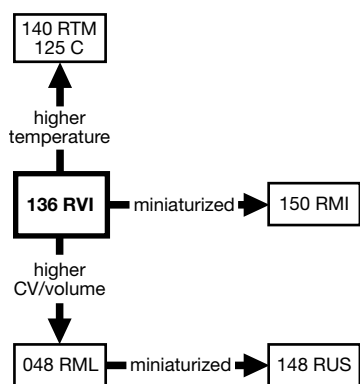 140 RTM
125 C
higher
temperature
136 RVI
miniaturized
150 RMI
higher
CV/volume
048 RML
miniaturized
148 RUS